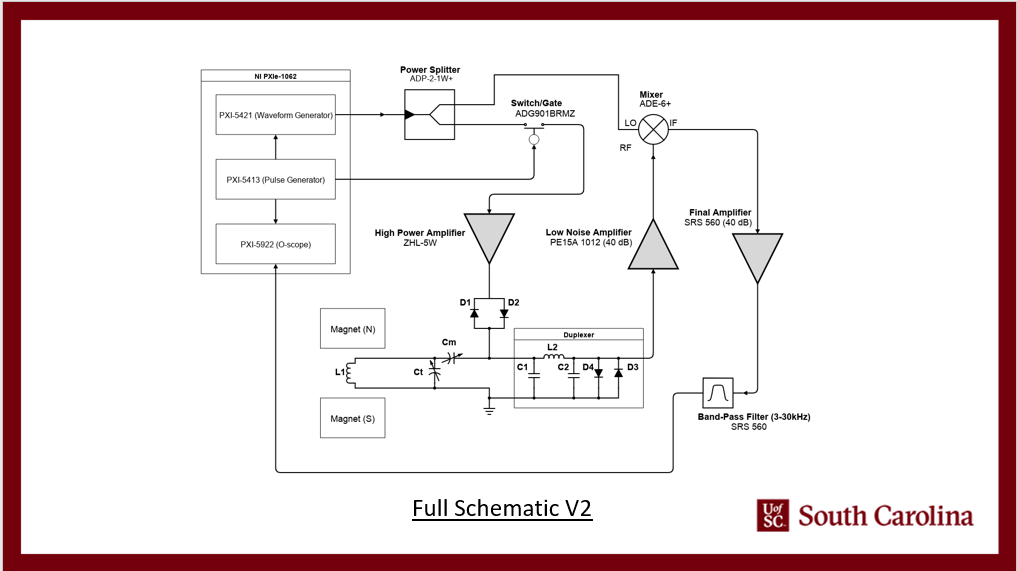 NI PXIe-1062
PXI-5421 (Waveform Generator)
PXI-5413 (Pulse Generator)
PXI-5922 (O-scope)
Power Splitter
ADP-2-1W+
Switch/Gate
ADG901BRMZ
Mixer
ADE-6+
LO
IF
RF
High Power Amplifier
ZHL-5W
Low Noise Amplifier
PE15A 1012 (40 dB)
Final Amplifier
SRS 560 (40 dB)
D1
D2
Magnet (N)
Cm
L1
Ct
Magnet (S)
Duplexer
L2
C1
C2
D4
D3
Band-Pass Filter (3-30kHz)
SRS 560
Full Schematic V2
UofSC
South Carolina